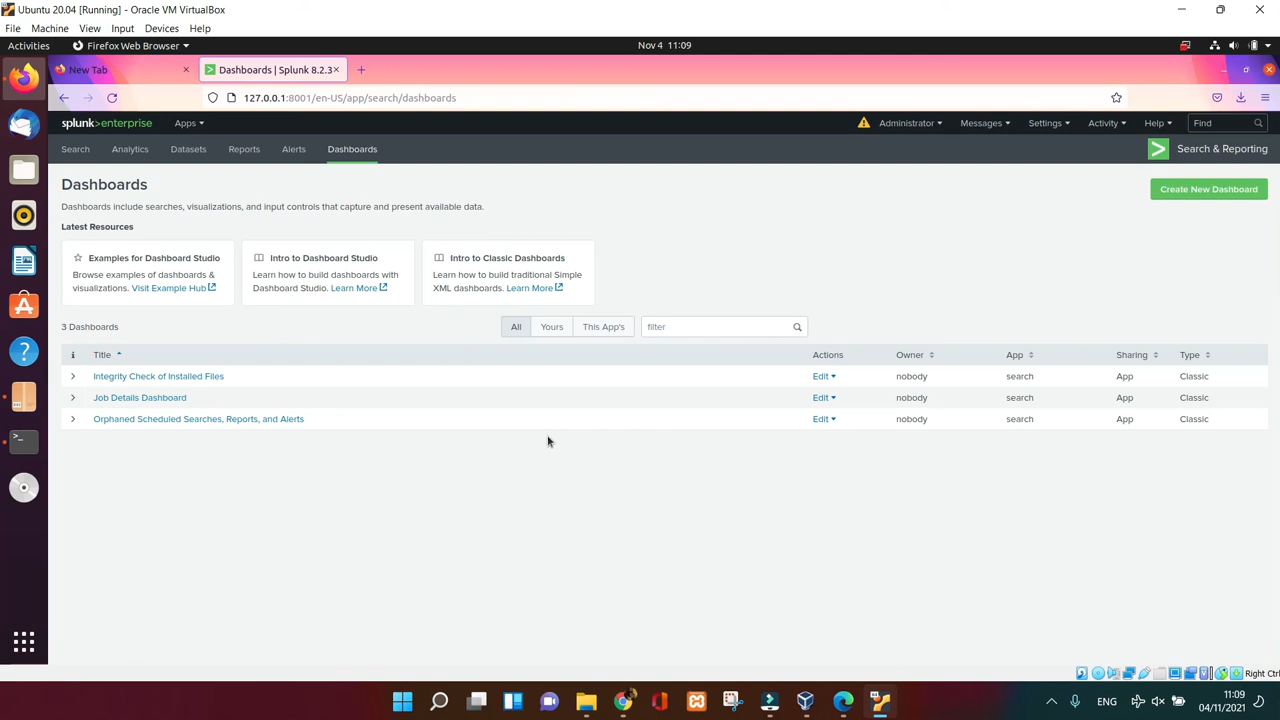 Ubuntu 20.04 [Running] - Oracle VM VirtualBox
File Machine View Input Devices Help
Activities Firefox Web Browser Nov 4 11:09
New Tab Dashboards | Splunk 8.2.3
127.0.0.1:8001/en-US/app/search/dashboards
splunk>enterprise Apps Administrator Messages Settings Activity Help Find
Search Analytics Datasets Reports Alerts Dashboards Search & Reporting
Dashboards
Create New Dashboard
Dashboards include searches, visualizations, and input controls that capture and present available data.
Latest Resources
Examples for Dashboard Studio
Browse examples of dashboards &
visualizations. Visit Example Hub
Intro to Dashboard Studio
Learn how to build dashboards with
Dashboard Studio. Learn More
Intro to Classic Dashboards
Learn how to build traditional Simple
XML dashboards. Learn More
3 Dashboards All Yours This App's filter
i Title Actions Owner App Sharing Type
Integrity Check of Installed Files Edit nobody search App Classic
Job Details Dashboard Edit nobody search App Classic
Orphaned Scheduled Searches, Reports, and Alerts Edit nobody search App Classic
Right Ctrl
ENG 11:09
04/11/2021